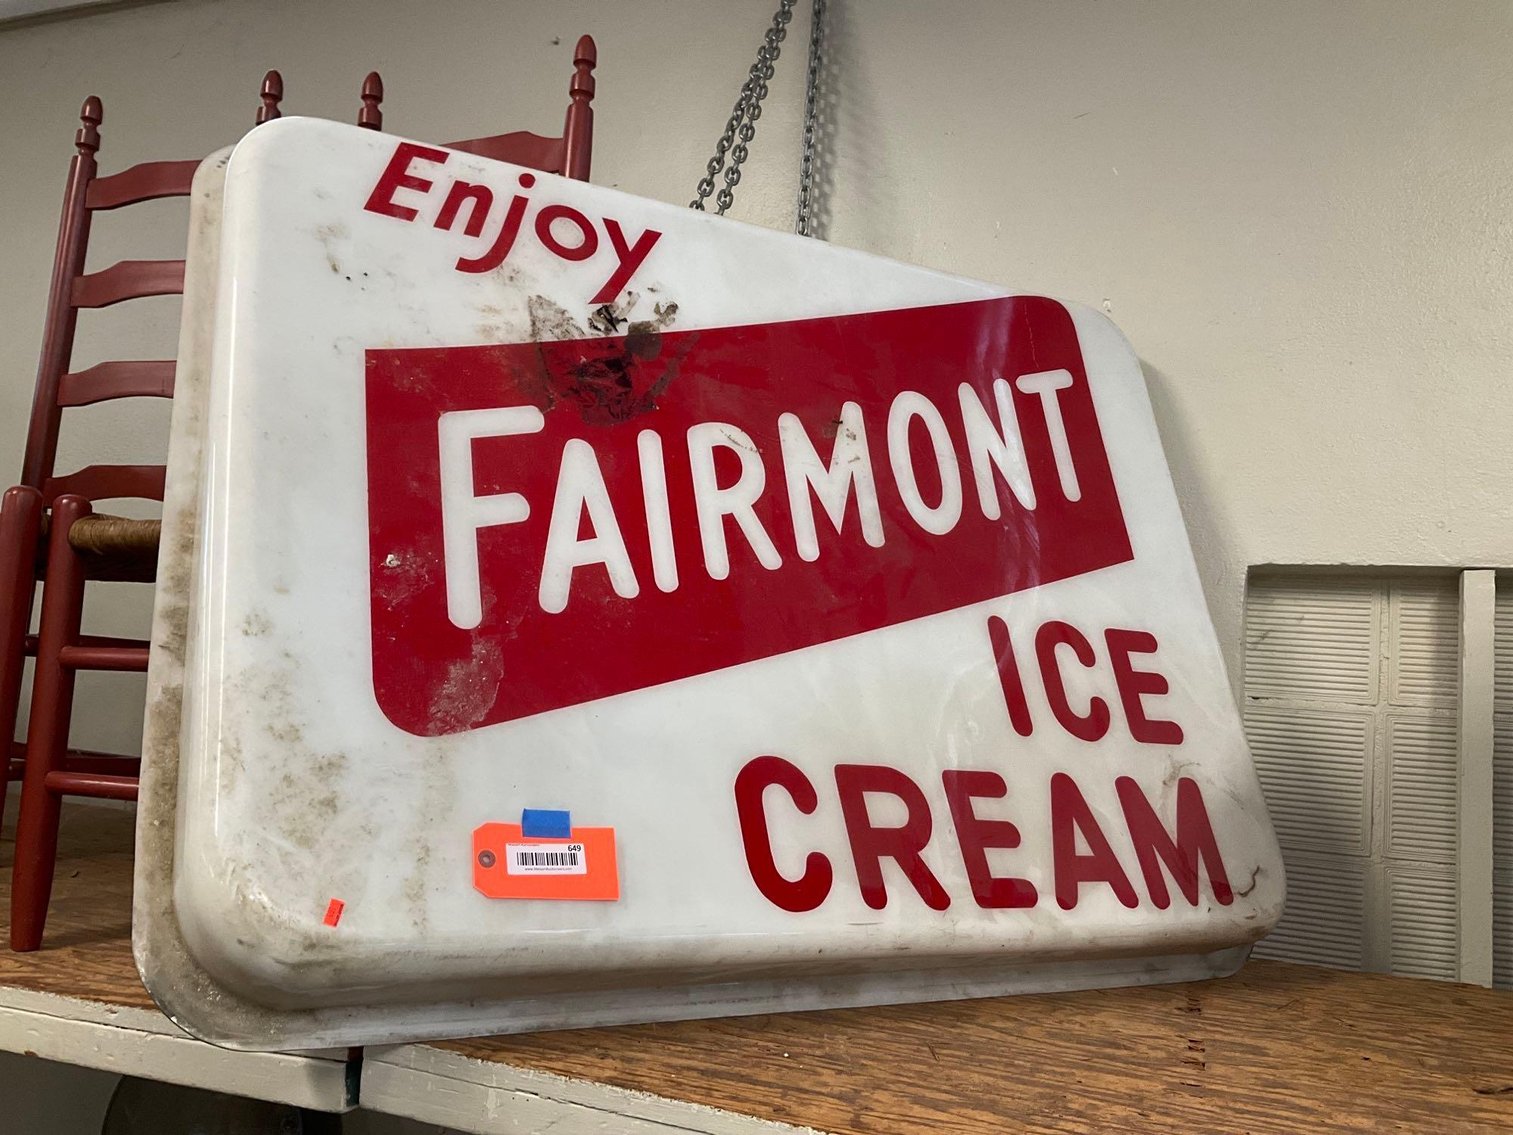 Enjoy
FAIRMONT
ICE
CREAM
649